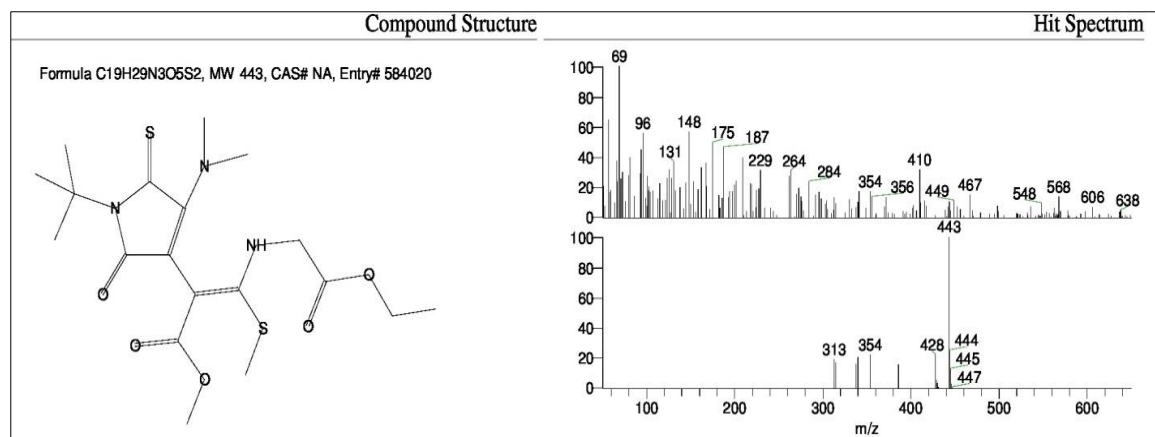 Compound Structure
Hit Spectrum
Formula C19H29N3O5S2, MW 443, CAS# NA, Entry# 584020
S
N
N
NH
O
O
O
S
O
O
100
80
60
40
20
0
69
96
131
148
175
187
229
264
284
354
356
410
449
467
548
568
606
638
100
80
60
40
20
0
313
354
428
443
444
445
447
100 200 300 400 500 600
m/z